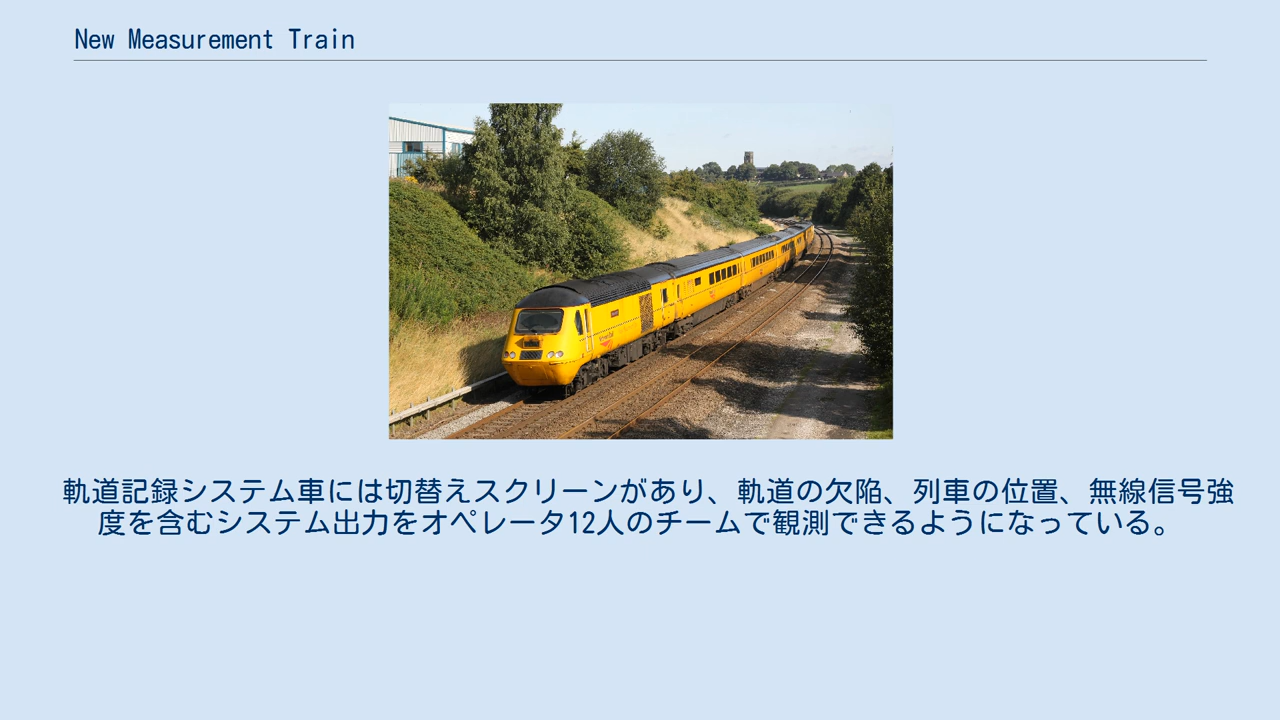 New Measurement Train
軌道記録システム車には切替えスクリーンがあり、軌道の欠陥、列車の位置、無線信号強
度を含むシステム出力をオペレータ12人のチームで観測できるようになっている。